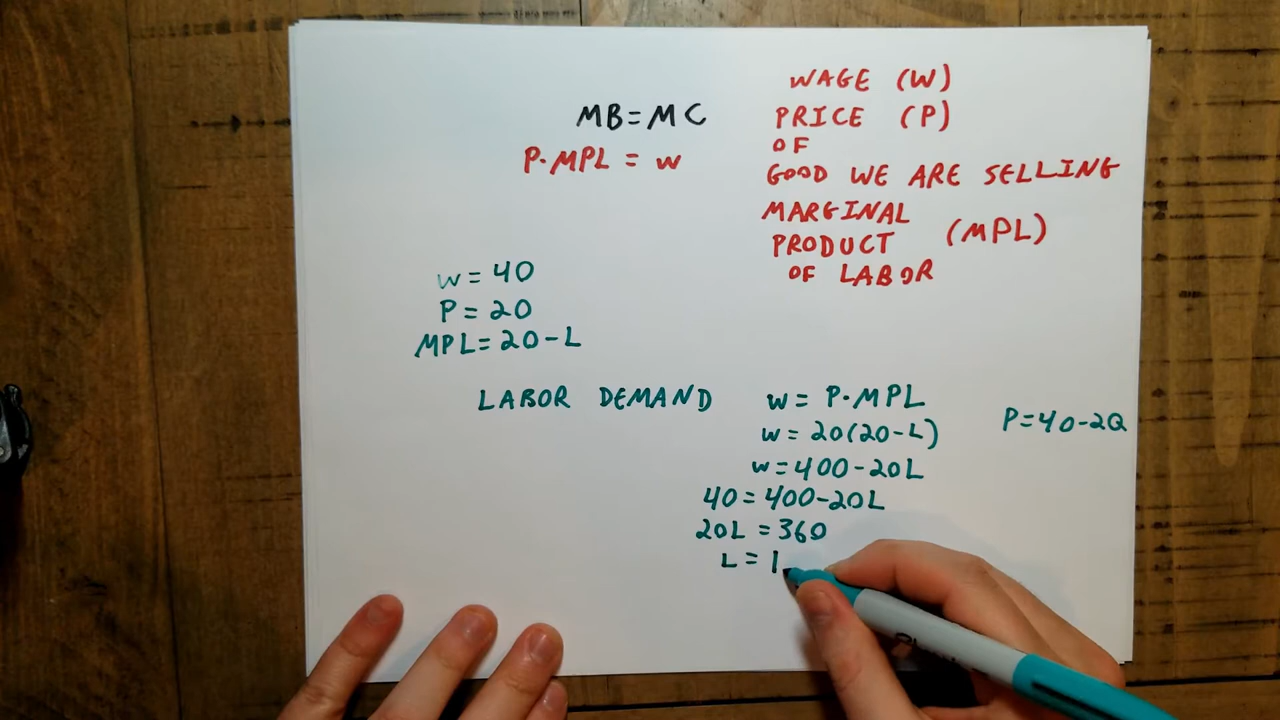 MB=MC
P·MPL = W
WAGE (W)
PRICE (P)
OF
GOOD WE ARE SELLING
MARGINAL
PRODUCT (MPL)
OF LABOR
W = 40
P = 20
MPL = 20-L
LABOR DEMAND
W = P·MPL
W = 20(20-L)
W = 400-20L
40 = 400-20L
20L = 360
L = 1
P=40-2Q